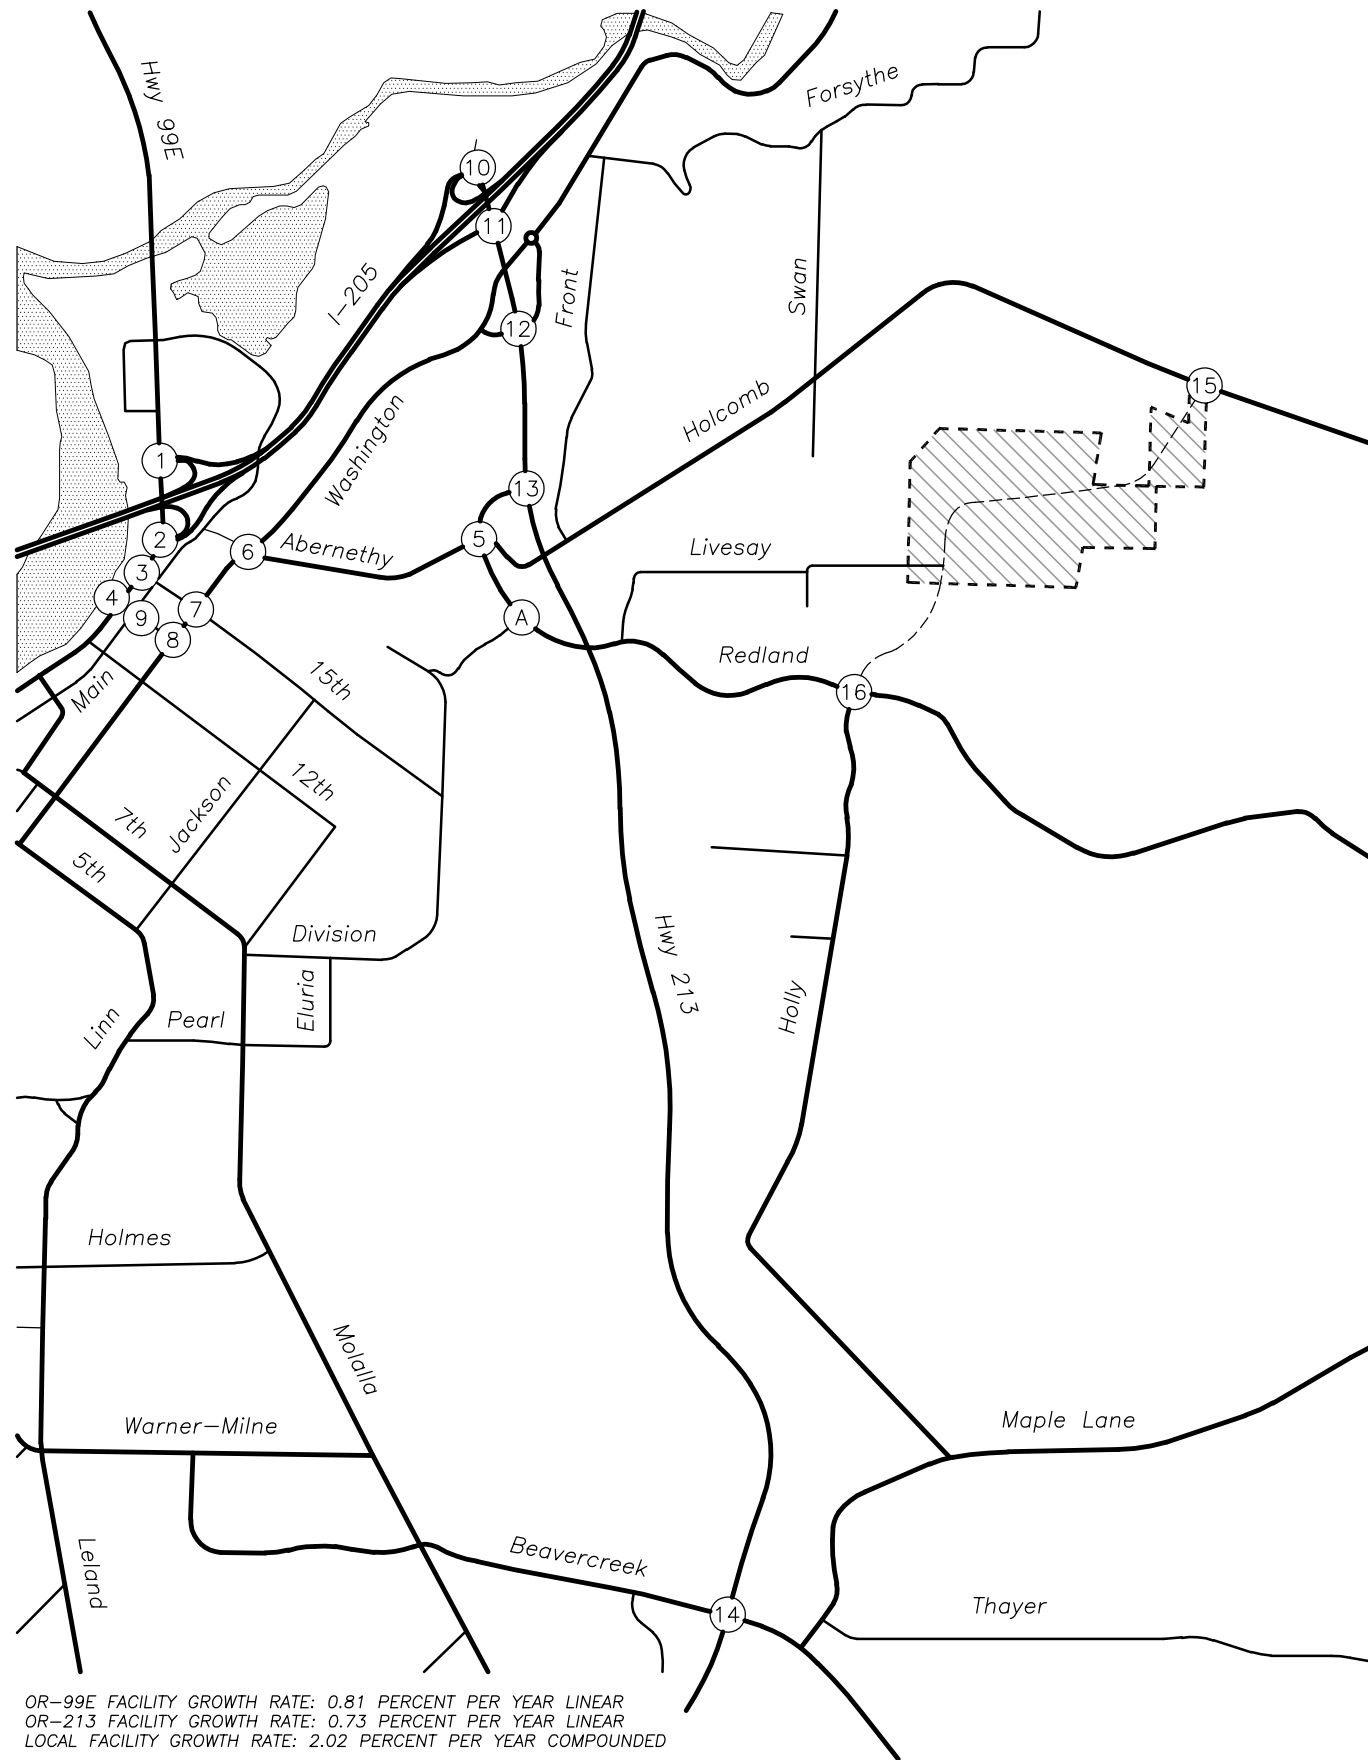 Hwy 99E
Forsythe
10
11
I-205
Front
Swan
12
15
Holcomb
Washington
1
13
2
5
6
Abernethy
Livesay
3
4
9
7
A
8
Redland
15th
Main
16
12th
Jackson
7th
5th
Division
Hwy 213
Eluria
Holly
Pearl
Linn
Holmes
Molalla
Warner-Milne
Maple Lane
Beavercreek
Leland
Thayer
14
OR-99E FACILITY GROWTH RATE: 0.81 PERCENT PER YEAR LINEAR
OR-213 FACILITY GROWTH RATE: 0.73 PERCENT PER YEAR LINEAR
LOCAL FACILITY GROWTH RATE: 2.02 PERCENT PER YEAR COMPOUNDED